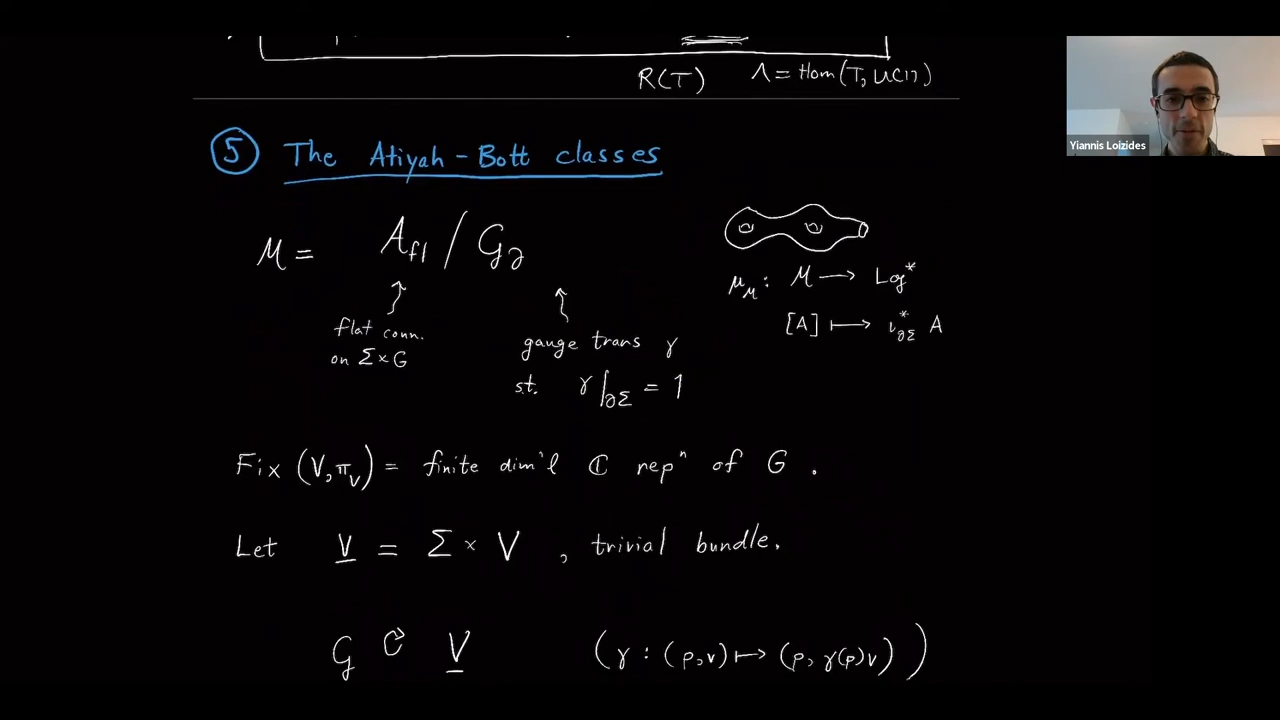 R(T) Λ = Hom(T, U(1))
⑤ The Atiyah - Bott classes
M = A_fl / G_∂
μ_M : M → Lg*
[A] ↦ ι*_∂Σ A
flat conn.
on Σ × G
gauge trans γ
s.t. γ|_∂Σ = 1
Fix (V, π_V) = finite dim'l ℂ repⁿ of G.
Let V = Σ × V, trivial bundle.
G ↻ V (γ : (p,v) ↦ (p, γ(p)v))
Yiannis Loizides